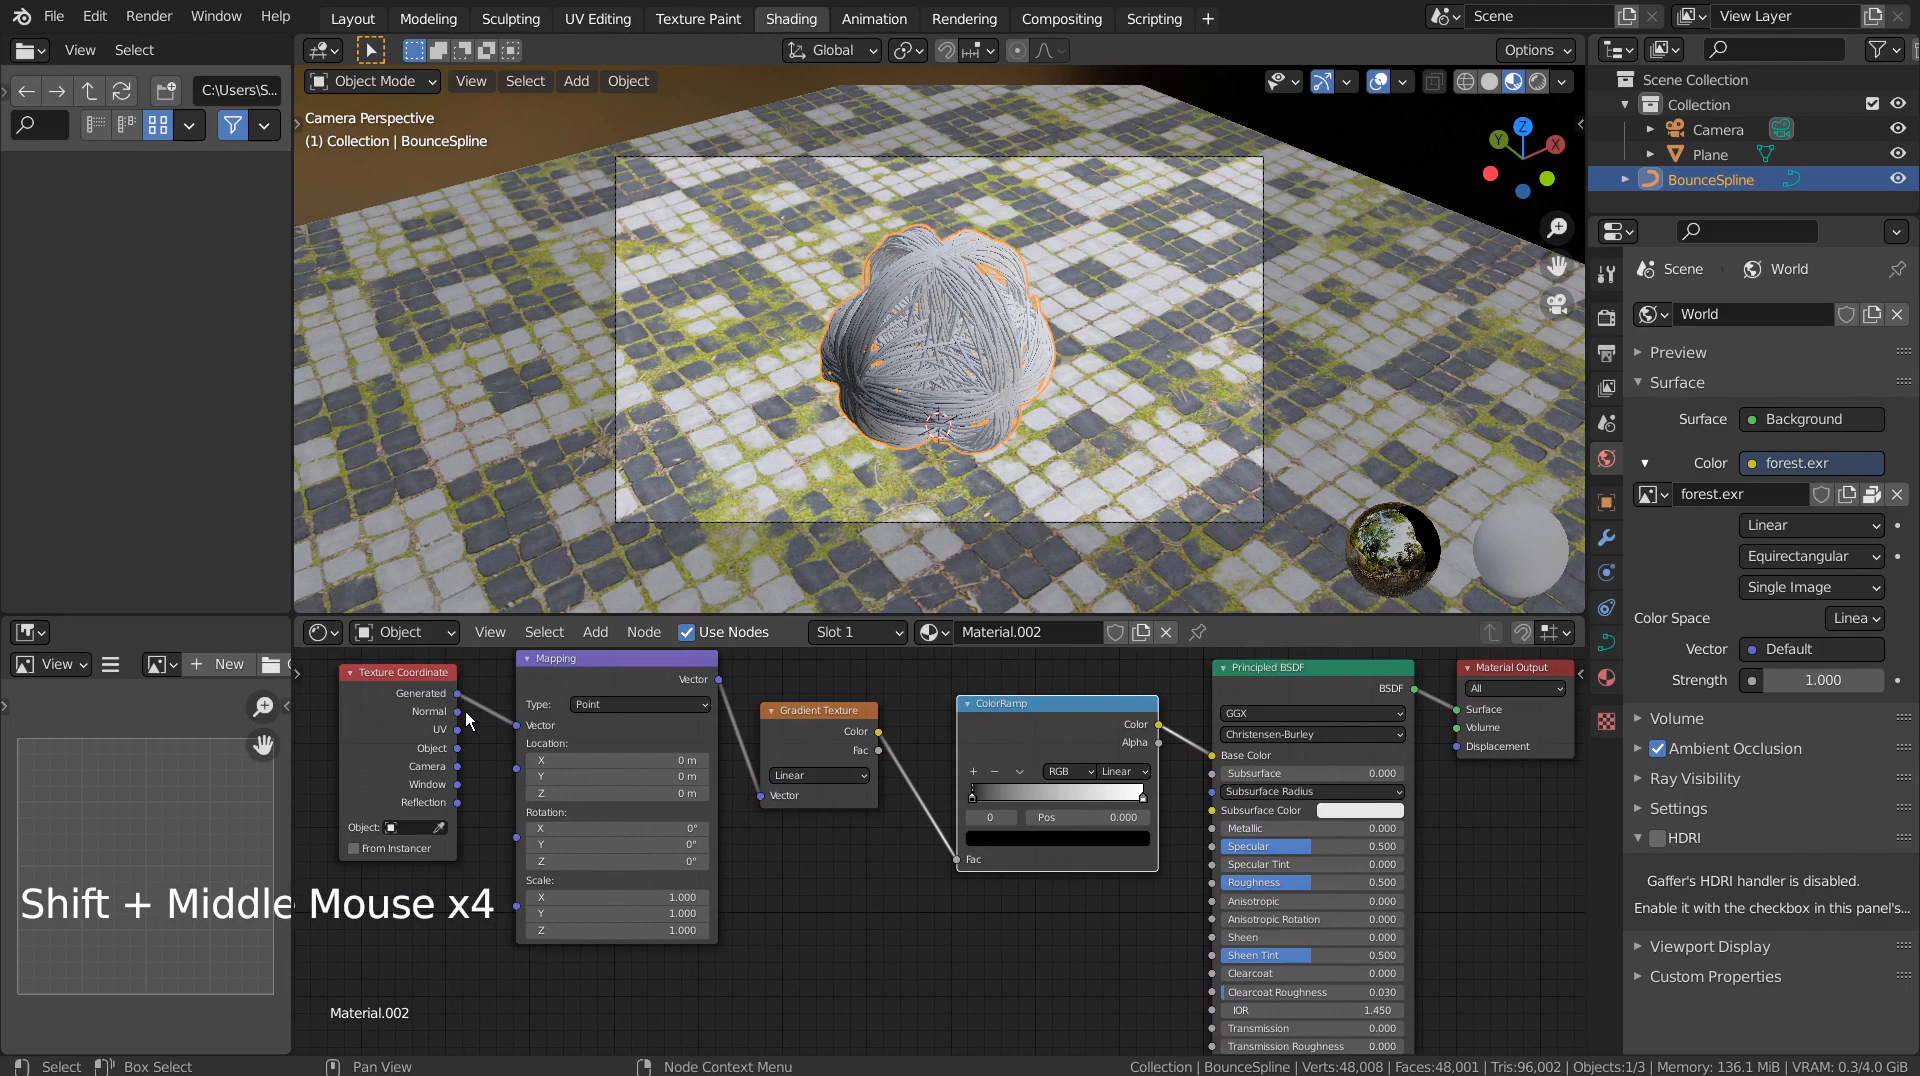 File Edit Render Window Help Layout Modeling Sculpting UV Editing Texture Paint Shading Animation Rendering Compositing Scripting + Scene View Layer
View Select Global Options
Object Mode View Select Add Object
C:\Users\S...
Camera Perspective
(1) Collection | BounceSpline
Z
Y
X
Scene Collection
Collection
Camera
Plane
BounceSpline
Scene World
World
Preview
Surface
Surface Background
Color forest.exr
forest.exr
Linear
Equirectangular
Single Image
Color Space Linea
Vector Default
Strength 1.000
Volume
Ambient Occlusion
Ray Visibility
Settings
HDRI
Gaffer's HDRI handler is disabled.
Enable it with the checkbox in this panel's...
Viewport Display
Custom Properties
View New
Object View Select Add Node Use Nodes Slot 1 Material.002
Texture Coordinate
Generated
Normal
UV
Object
Camera
Window
Reflection
Object:
From Instancer
Mapping
Vector
Type: Point
Vector
Location:
X 0 m
Y 0 m
Z 0 m
Rotation:
X 0°
Y 0°
Z 0°
Scale:
X 1.000
Y 1.000
Z 1.000
Gradient Texture
Color
Fac
Linear
Vector
ColorRamp
Color
Alpha
+ − RGB Linear
0 Pos 0.000
Fac
Principled BSDF
BSDF
GGX
Christensen-Burley
Base Color
Subsurface 0.000
Subsurface Radius
Subsurface Color
Metallic 0.000
Specular 0.500
Specular Tint 0.000
Roughness 0.500
Anisotropic 0.000
Anisotropic Rotation 0.000
Sheen 0.000
Sheen Tint 0.500
Clearcoat 0.000
Clearcoat Roughness 0.030
IOR 1.450
Transmission 0.000
Transmission Roughness 0.000
Material Output
All
Surface
Volume
Displacement
Shift + Middle Mouse x4
Material.002
Select Box Select Pan View Node Context Menu Collection | BounceSpline | Verts:48,008 | Faces:48,001 | Tris:96,002 | Objects:1/3 | Memory: 136.1 MiB | VRAM: 0.3/4.0 GiB